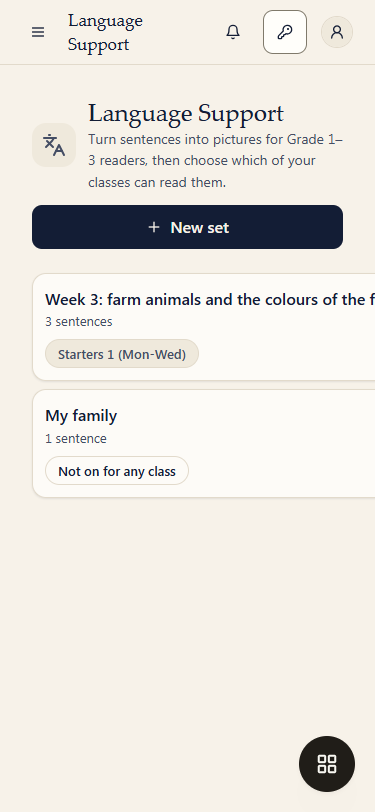 Language
Support
Language Support
Turn sentences into pictures for Grade 1–
3 readers, then choose which of your
classes can read them.
New set
Week 3: farm animals and the colours of the
3 sentences
Starters 1 (Mon-Wed)
My family
1 sentence
Not on for any class